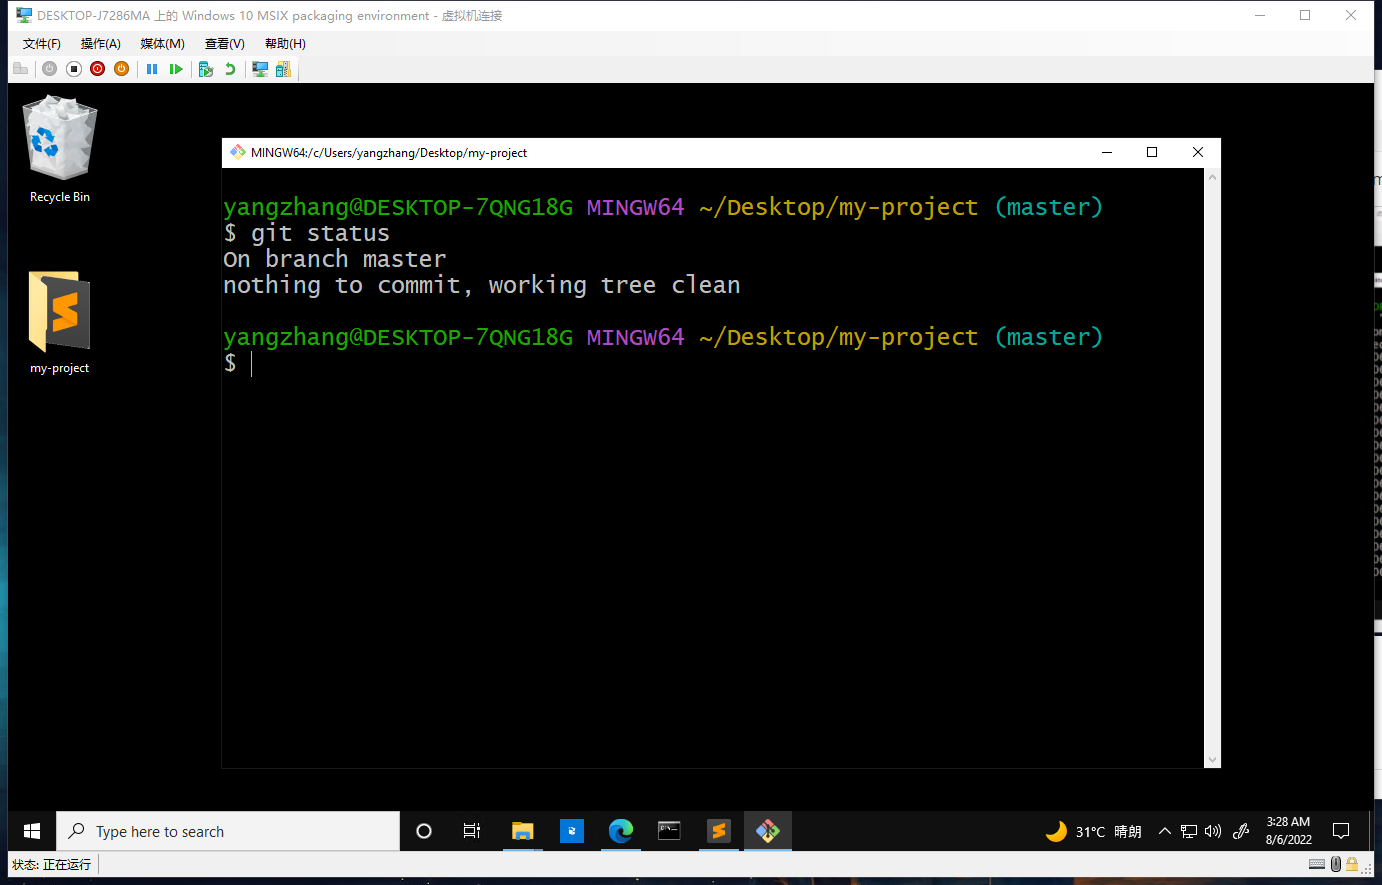 DESKTOP-J7286MA 上的 Windows 10 MSIX packaging environment - 虚拟机连接
文件(F) 操作(A) 媒体(M) 查看(V) 帮助(H)
Recycle Bin
my-project
MINGW64:/c/Users/yangzhang/Desktop/my-project
yangzhang@DESKTOP-7QNG18G MINGW64 ~/Desktop/my-project (master)
$ git status
On branch master
nothing to commit, working tree clean
yangzhang@DESKTOP-7QNG18G MINGW64 ~/Desktop/my-project (master)
$
Type here to search
31°C 晴朗
3:28 AM
8/6/2022
状态: 正在运行